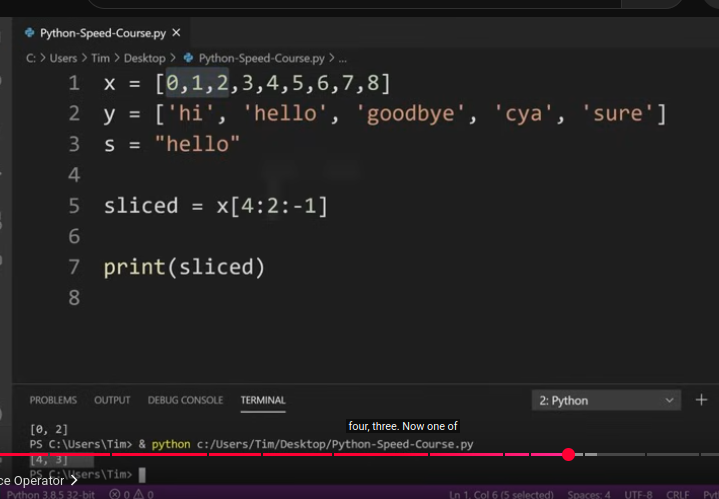 Python-Speed-Course.py ×
C: > Users > Tim > Desktop > Python-Speed-Course.py > ...
1 x = [0,1,2,3,4,5,6,7,8]
2 y = ['hi', 'hello', 'goodbye', 'cya', 'sure']
3 s = "hello"
4
5 sliced = x[4:2:-1]
6
7 print(sliced)
8
PROBLEMS OUTPUT DEBUG CONSOLE TERMINAL 2: Python
four, three. Now one of
[0, 2]
PS C:\Users\Tim> & python c:/Users/Tim/Desktop/Python-Speed-Course.py
[4, 3]
PS C:\Users\Tim>
ce Operator >
Python 3.8.5 32-bit 0 0 Ln 1, Col 6 (5 selected) Spaces: 4 UTF-8 CRLF Pyt